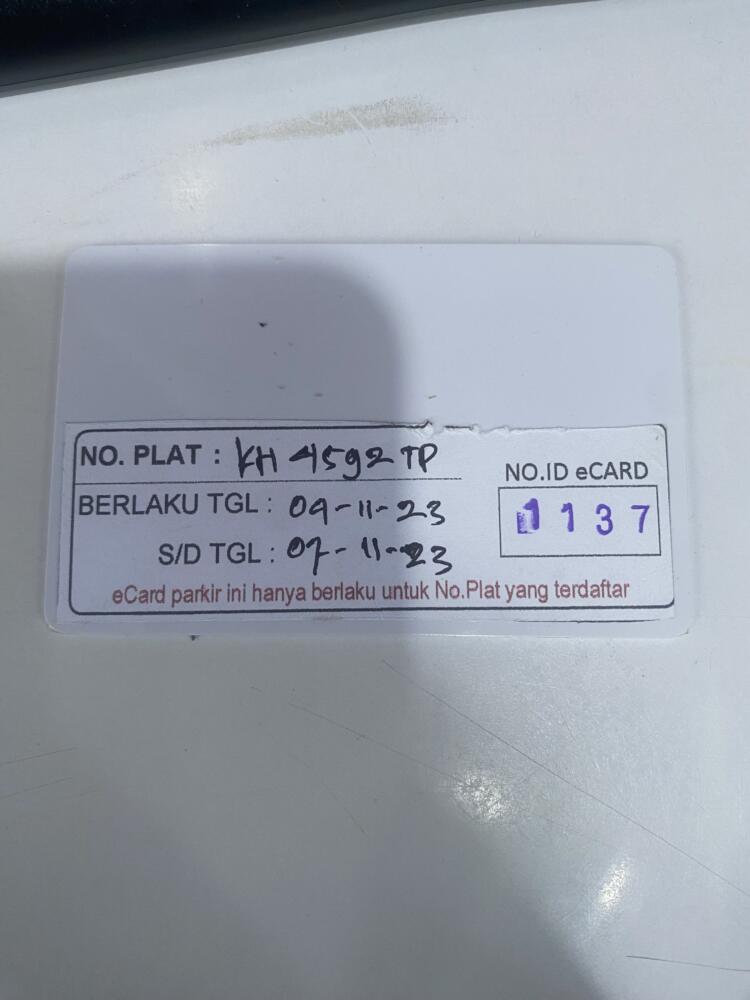 NO. PLAT : KH 4592 TP
BERLAKU TGL : 04-11-23
S/D TGL : 07-11-23
NO.ID eCARD
1137
eCard parkir ini hanya berlaku untuk No.Plat yang terdaftar